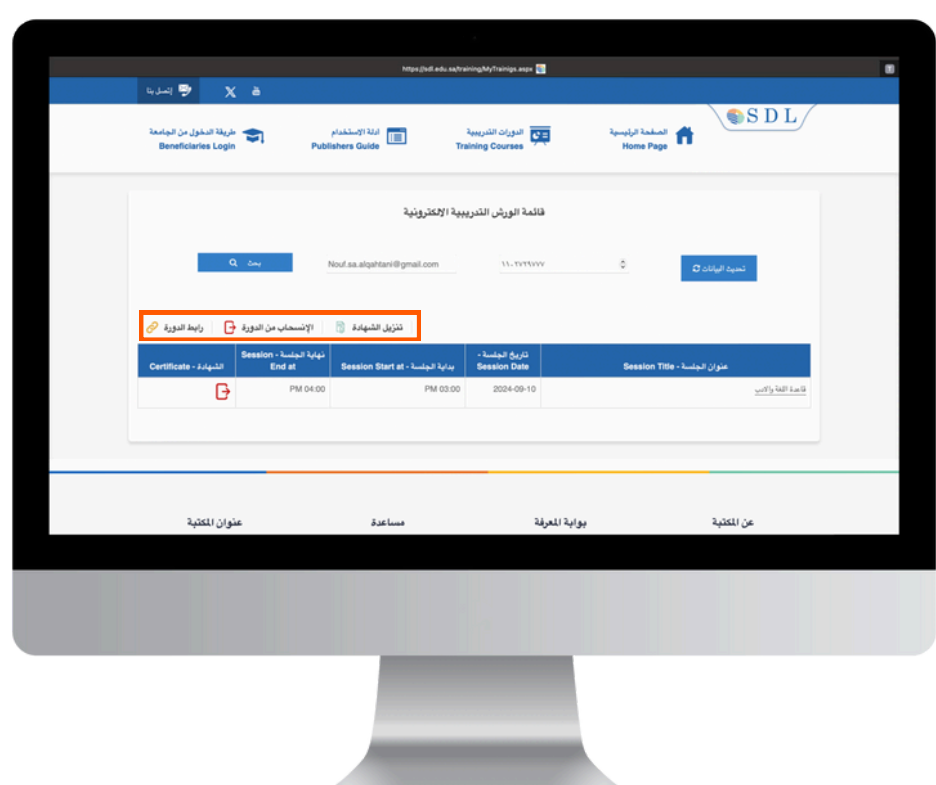 https://sdl.edu.sa/training/MyTrainigs.aspx
إتصل بنا
SDL
الصفحة الرئيسية
Home Page
الدورات التدريبية
Training Courses
ادلة الإستخدام
Publishers Guide
طريقة الدخول من الجامعة
Beneficiaries Login
قائمة الورش التدريبية الالكترونية
تحديث البيانات
Nouf.sa.alqahtani@gmail.com
بحث
تنزيل الشهادة
الإنسحاب من الدورة
رابط الدورة
عنوان الجلسة - Session Title
تاريخ الجلسة - Session Date
بداية الجلسة - Session Start at
نهاية الجلسة - Session End at
الشهادة - Certificate
قاعدة اللغة والادب
2024-09-10
PM 03:00
PM 04:00
عن المكتبة
بوابة المعرفة
مساعدة
عنوان المكتبة